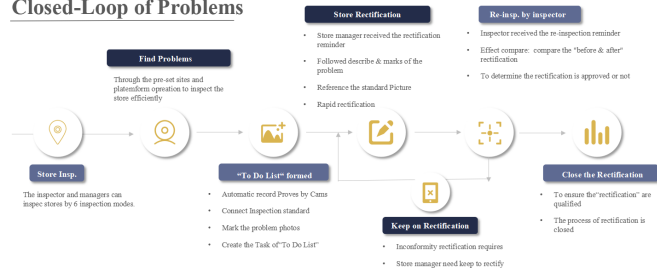 Closed-Loop of Problems
Store Rectification
• Store manager received the rectification
reminder
• Followed describe & marks of the
problem
• Reference the standard Picture
• Rapid rectification
Re-insp. by inspector
• Inspector received the re-inspection reminder
• Effect compare: compare the "before & after"
rectification
• To determine the rectification is approved or not
Find Problems
Through the pre-set sites and
platemform opreation to inspect the
store efficiently
Store Insp.
The inspector and managers can
inspec stores by 6 inspection modes.
"To Do List" formed
• Automatic record Proves by Cams
• Connect Inspection standard
• Mark the problem photos
• Create the Task of "To Do List"
Keep on Rectification
• Inconformity rectification requires
• Store manager need keep to rectify
Close the Rectification
• To ensure the"rectification" are
qualified
• The process of rectification is
closed